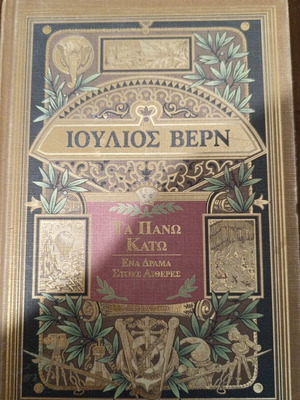 ΙΟΥΛΙΟΣ ΒΕΡΝ
ΤΑ ΠΑΝΩ
ΚΑΤΩ
ΕΝΑ ΔΡΑΜΑ
ΣΤΟΥΣ ΑΙΘΕΡΕΣ